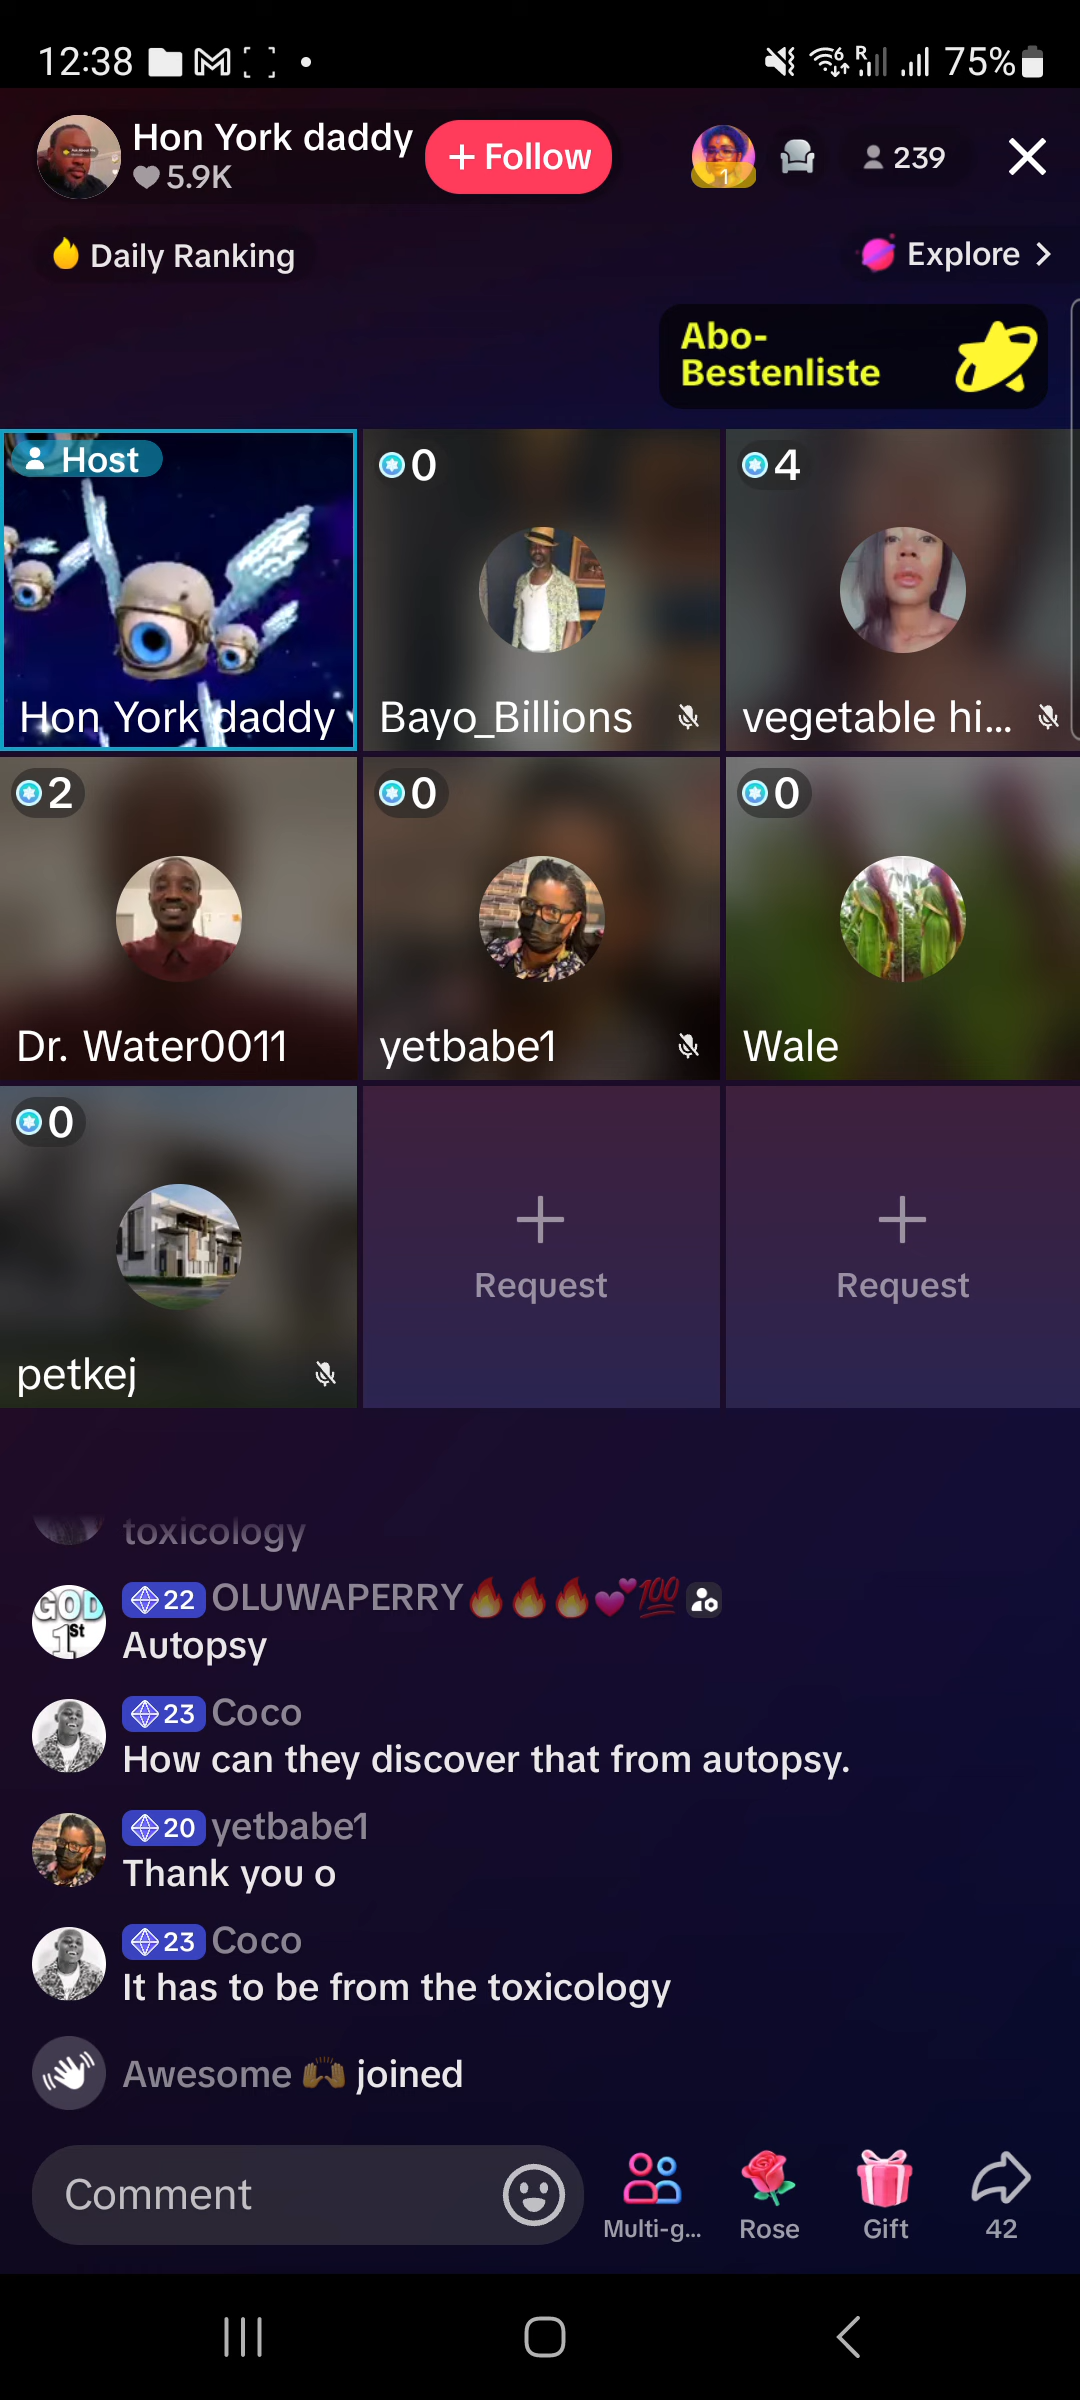 12:38
R
75%
Hon York daddy
5.9K
+ Follow
1
239
Daily Ranking
Explore >
Abo-
Bestenliste
Host
Hon York daddy
0
Bayo_Billions
4
vegetable hi...
2
Dr. Water0011
0
yetbabe1
0
Wale
0
petkej
Request
Request
toxicology
GOD
1St
22 OLUWAPERRY🔥🔥🔥💕💯
Autopsy
23 Coco
How can they discover that from autopsy.
20 yetbabe1
Thank you o
23 Coco
It has to be from the toxicology
Awesome 🙌🏾 joined
Comment
Multi-g...
Rose
Gift
42